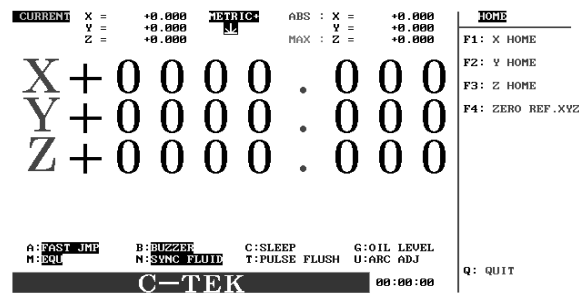 CURRENT X = +0.000 METRIC+ ABS : X = +0.000 HOME
Y = +0.000 Y = +0.000
Z = +0.000 MAX : Z = +0.000
F1: X HOME
F2: Y HOME
F3: Z HOME
F4: ZERO REF.XYZ
X+0000.000
Y+0000.000
Z+0000.000
A:FAST JMP B:BUZZER C:SLEEP G:OIL LEVEL
M:EQU N:SYNC FLUID T:PULSE FLUSH U:ARC ADJ
Q: QUIT
C-TEK 00:00:00